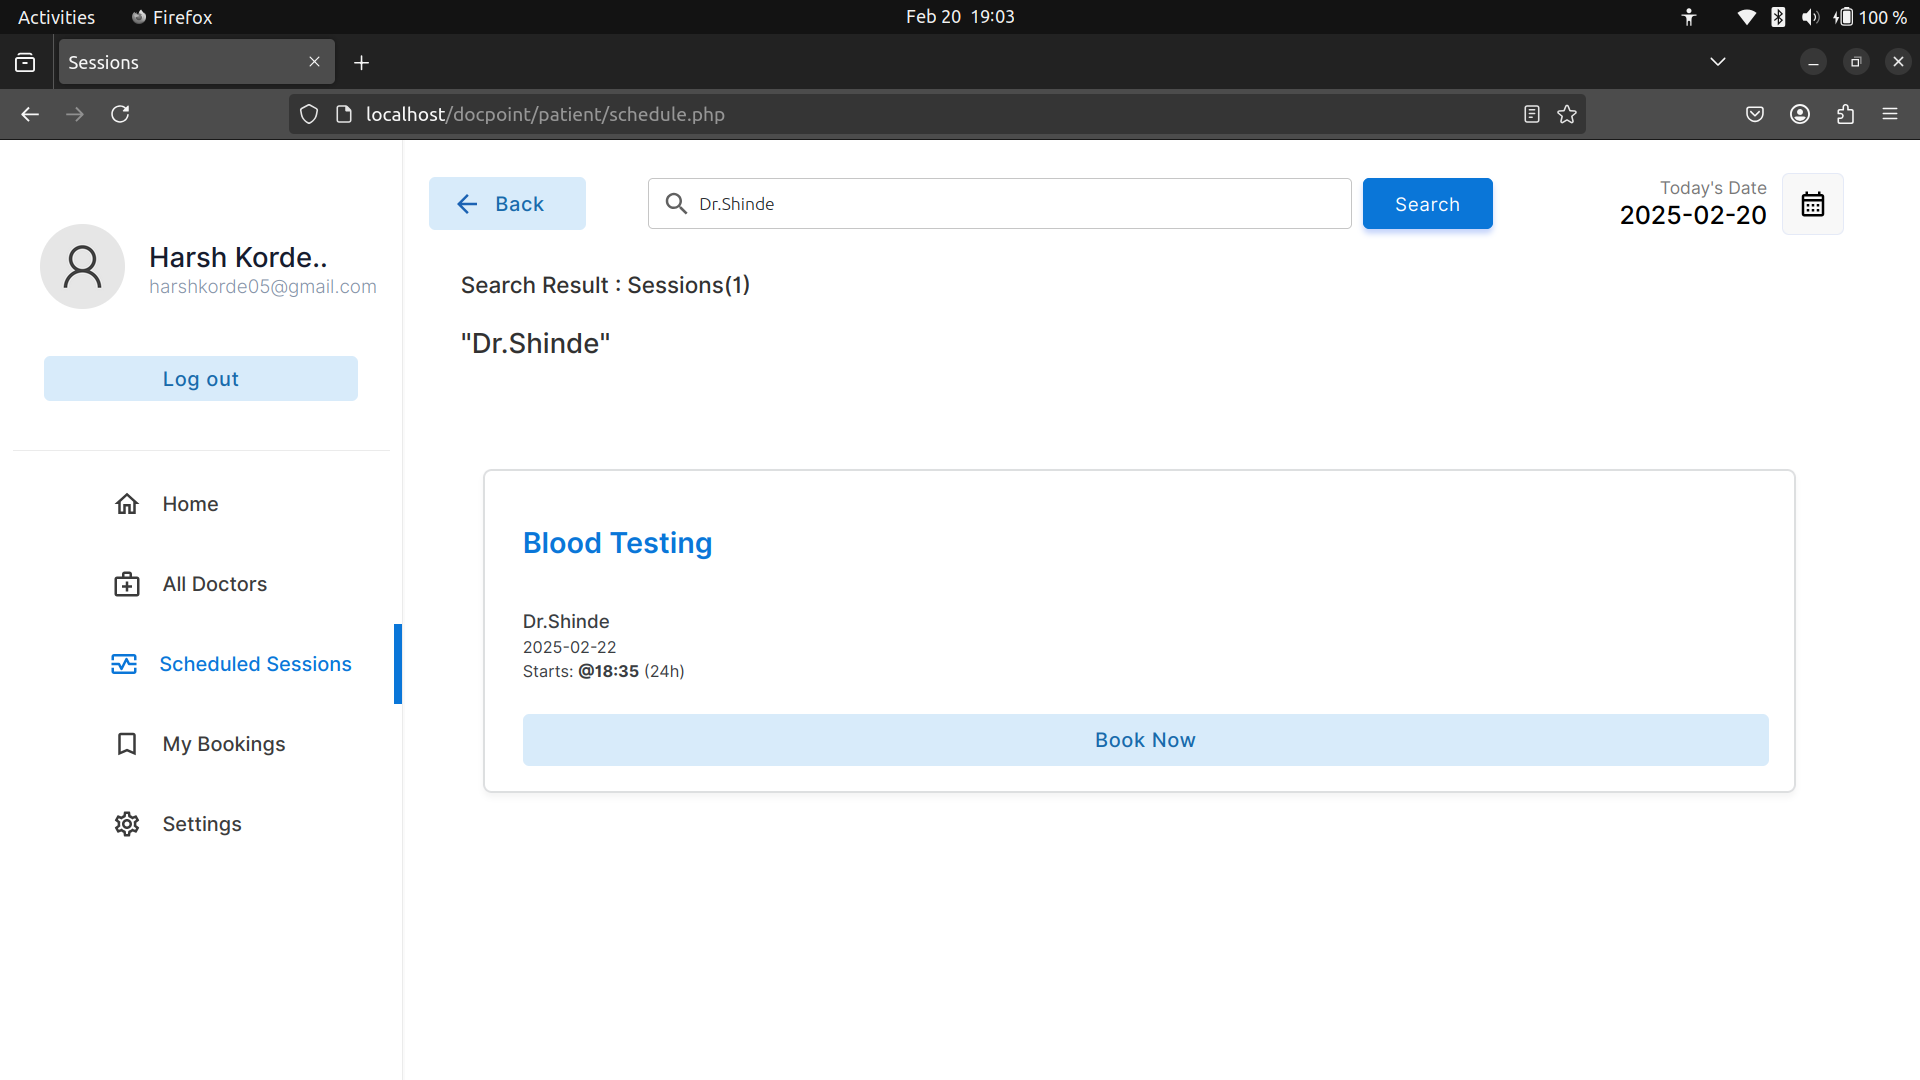 Activities
Firefox
Feb 20 19:03
100 %
Sessions
localhost/docpoint/patient/schedule.php
Back
Dr.Shinde
Search
Today's Date
2025-02-20
Harsh Korde..
harshkorde05@gmail.com
Log out
Home
All Doctors
Scheduled Sessions
My Bookings
Settings
Search Result : Sessions(1)
"Dr.Shinde"
Blood Testing
Dr.Shinde
2025-02-22
Starts: @18:35 (24h)
Book Now